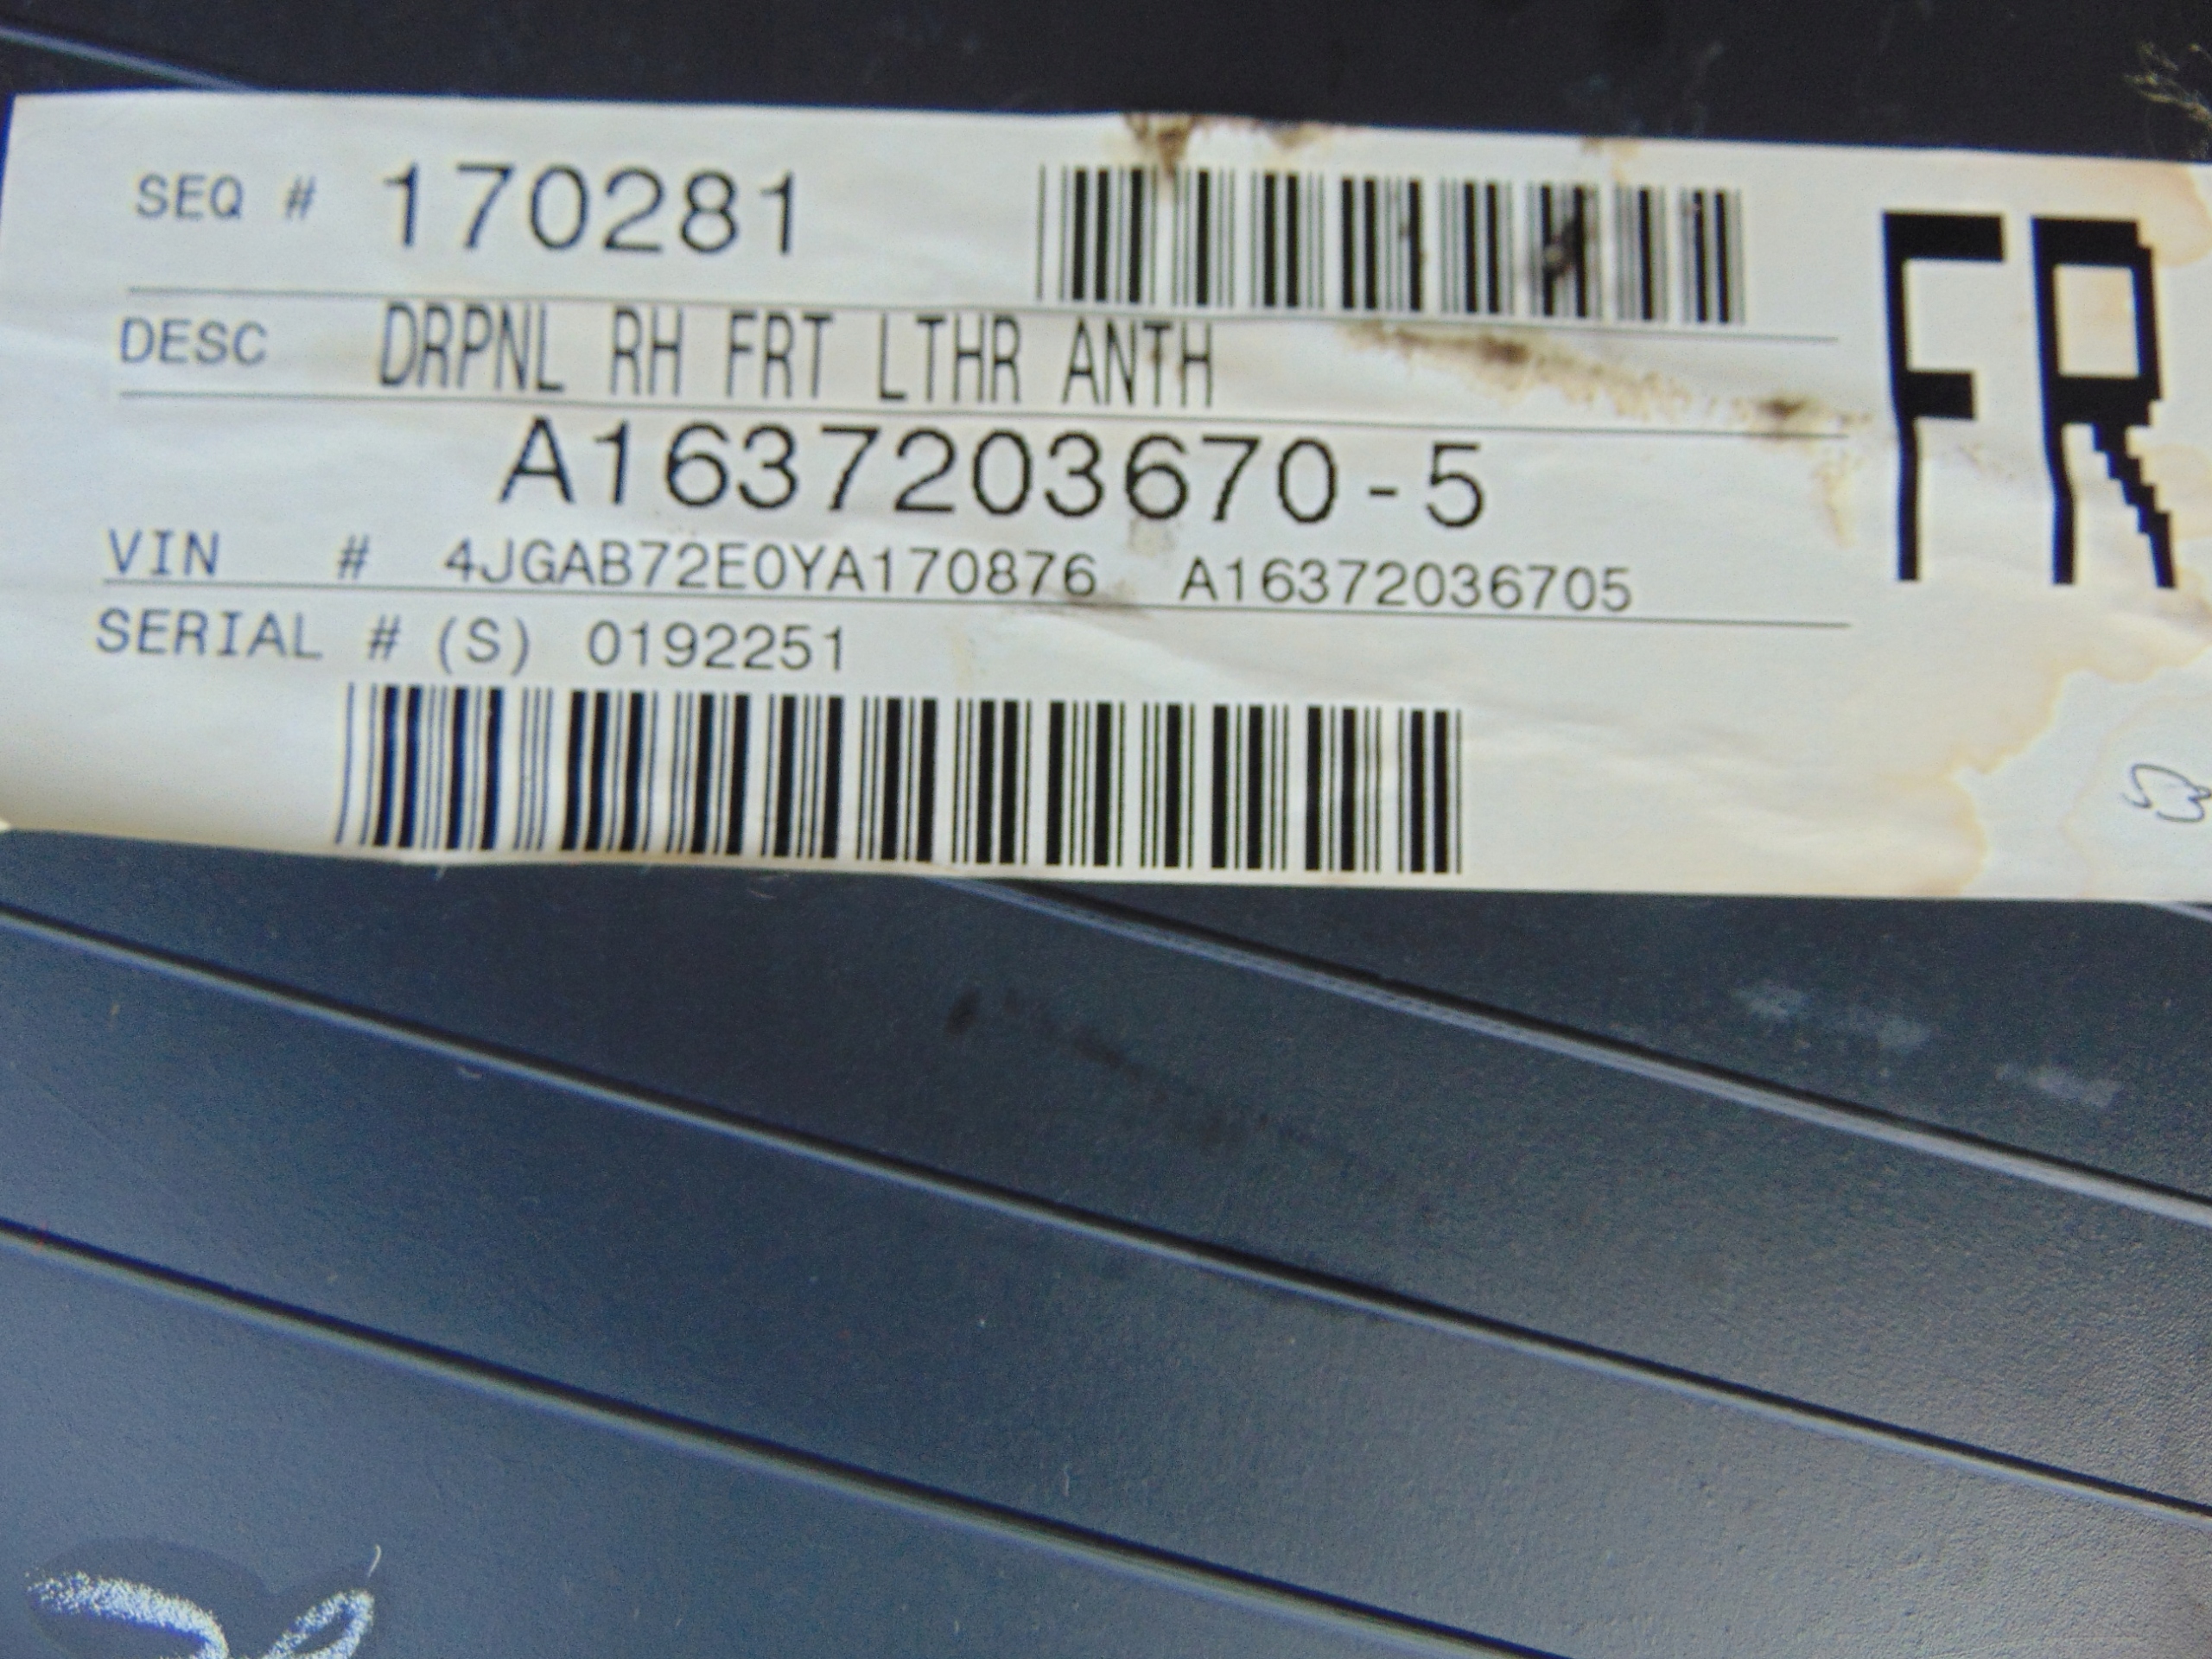 SEQ # 170281
FR
DESC DRPNL RH FRT LTHR ANTH
A1637203670-5
VIN # 4JGAB72E0YA170876 A16372036705
SERIAL # (S) 0192251